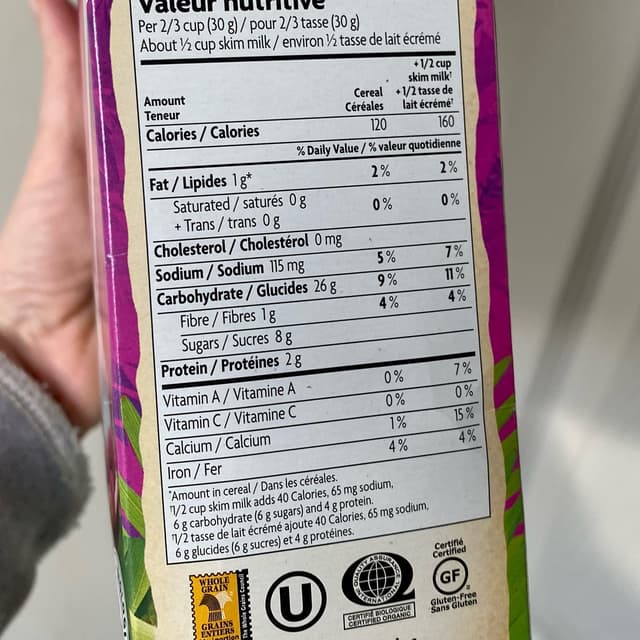 Valeur nutritive
Per 2/3 cup (30 g) / pour 2/3 tasse (30 g)
About ½ cup skim milk / environ ½ tasse de lait écrémé
Amount
Teneur
Cereal
Céréales
+1/2 cup
skim milk†
+1/2 tasse de
lait écrémé†
Calories / Calories 120 160
% Daily Value / % valeur quotidienne
Fat / Lipides 1 g* 2% 2%
Saturated / saturés 0 g
+ Trans / trans 0 g 0% 0%
Cholesterol / Cholestérol 0 mg
Sodium / Sodium 115 mg 5% 7%
Carbohydrate / Glucides 26 g 9% 11%
Fibre / Fibres 1 g 4% 4%
Sugars / Sucres 8 g
Protein / Protéines 2 g
Vitamin A / Vitamine A 0% 7%
Vitamin C / Vitamine C 0% 0%
Calcium / Calcium 1% 15%
Iron / Fer 4% 4%
*Amount in cereal / Dans les céréales.
†1/2 cup skim milk adds 40 Calories, 65 mg sodium,
6 g carbohydrate (6 g sugars) and 4 g protein.
†1/2 tasse de lait écrémé ajoute 40 Calories, 65 mg sodium,
6 g glucides (6 g sucres) et 4 g protéines.
WHOLE
GRAIN
GRAINS
ENTIERS
U
QUALITY ASSURANCE
INTERNATIONAL
CERTIFIÉ BIOLOGIQUE
CERTIFIED ORGANIC
Certifié
Certified
GF
Gluten-Free
Sans Gluten